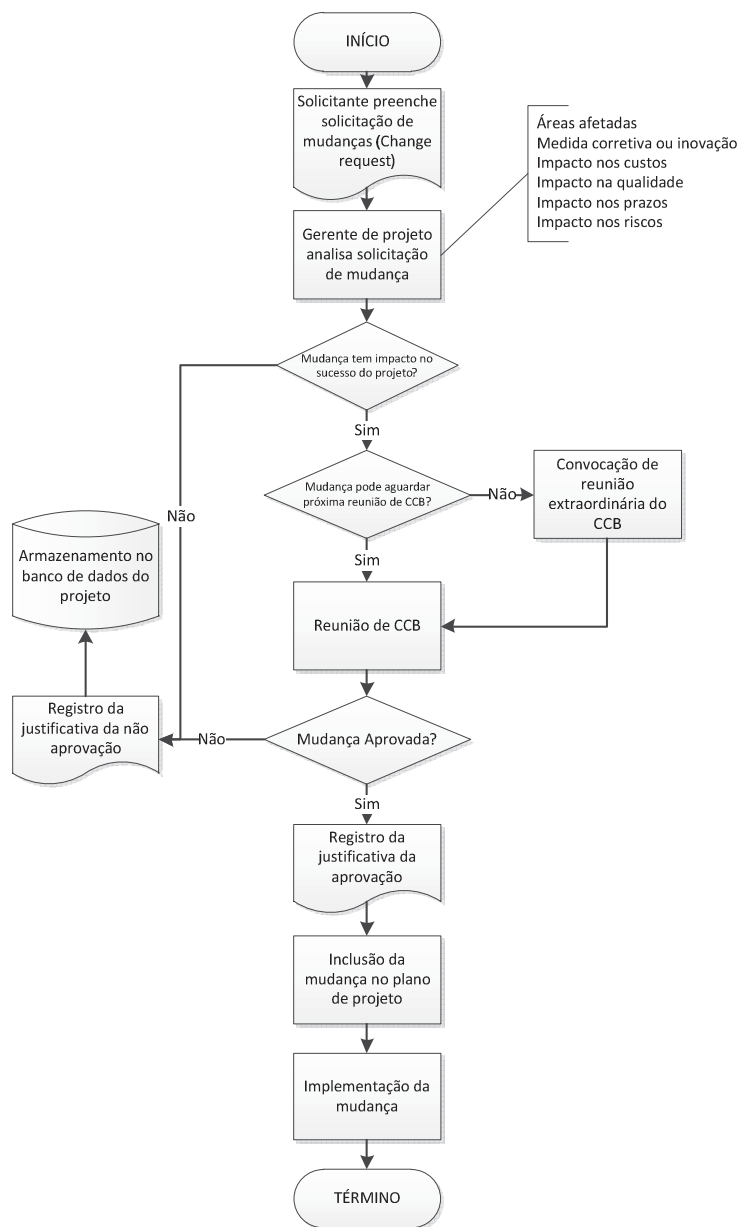 INÍCIO
Solicitante preenche
solicitação de
mudanças (Change
request)
Áreas afetadas
Medida corretiva ou inovação
Impacto nos custos
Impacto na qualidade
Impacto nos prazos
Impacto nos riscos
Gerente de projeto
analisa solicitação
de mudança
Mudança tem impacto no
sucesso do projeto?
Sim
Não
Mudança pode aguardar
próxima reunião de CCB?
Não
Convocação de
reunião
extraordinária do
CCB
Sim
Armazenamento no
banco de dados do
projeto
Reunião de CCB
Registro da
justificativa da não
aprovação
Não
Mudança Aprovada?
Sim
Registro da
justificativa da
aprovação
Inclusão da
mudança no plano
de projeto
Implementação da
mudança
TÉRMINO